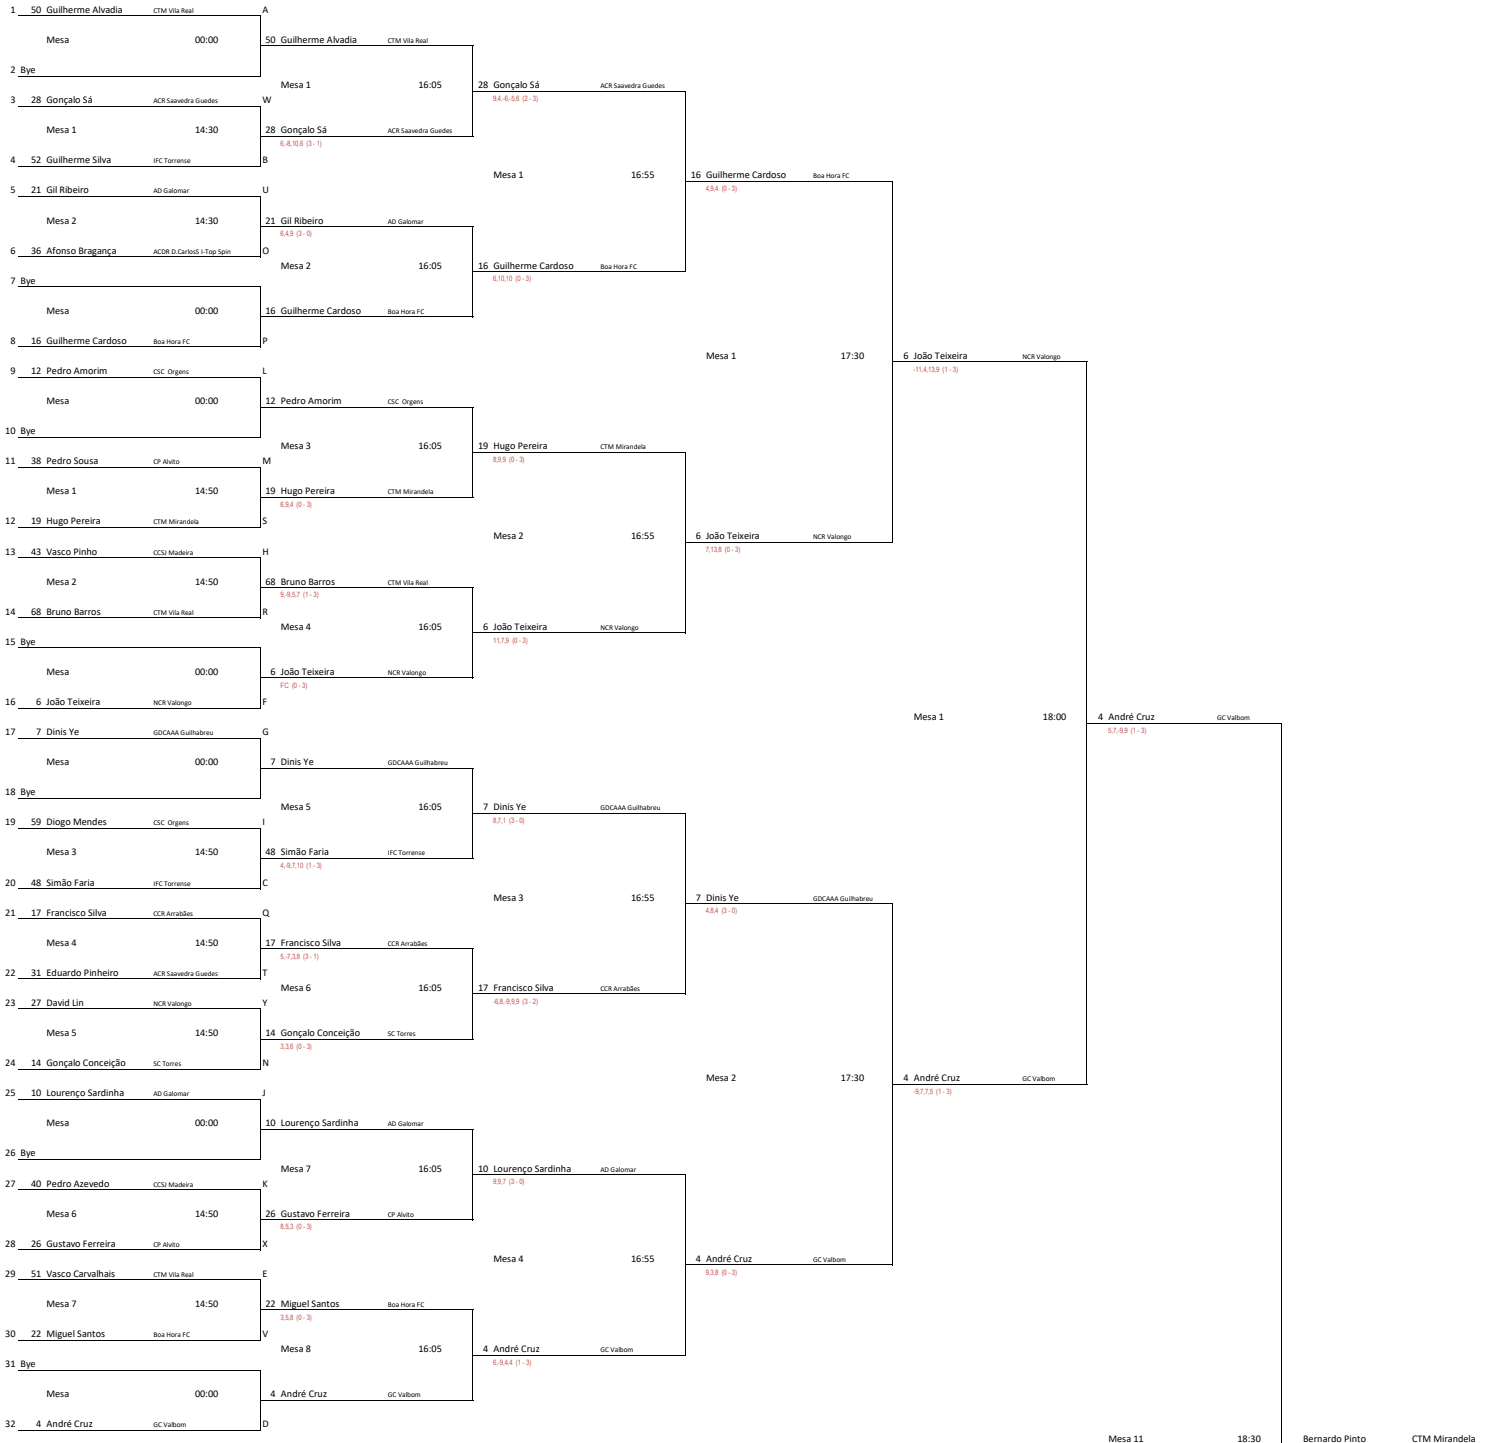 1 50 Guilherme Alvadia CTM Vila Real A
Mesa 00:00 50 Guilherme Alvadia CTM Vila Real
2 Bye
Mesa 1 16:05 28 Gonçalo Sá ACR Saavedra Guedes
9,4,-6,-5,6 (2 - 3)
3 28 Gonçalo Sá ACR Saavedra Guedes W
Mesa 1 14:30 28 Gonçalo Sá ACR Saavedra Guedes
6,-8,10,6 (3 - 1)
4 52 Guilherme Silva IFC Torrense B
Mesa 1 16:55 16 Guilherme Cardoso Boa Hora FC
4,9,4 (0 - 3)
5 21 Gil Ribeiro AD Galomar U
Mesa 2 14:30 21 Gil Ribeiro AD Galomar
6,4,9 (3 - 0)
6 36 Afonso Bragança ACDR D.CarlosS I-Top Spin O
Mesa 2 16:05 16 Guilherme Cardoso Boa Hora FC
6,10,10 (0 - 3)
7 Bye
Mesa 00:00 16 Guilherme Cardoso Boa Hora FC
8 16 Guilherme Cardoso Boa Hora FC P
Mesa 1 17:30 6 João Teixeira NCR Valongo
-11,4,13,9 (1 - 3)
9 12 Pedro Amorim CSC Orgens L
Mesa 00:00 12 Pedro Amorim CSC Orgens
10 Bye
Mesa 3 16:05 19 Hugo Pereira CTM Mirandela
8,9,9 (0 - 3)
11 38 Pedro Sousa CP Alvito M
Mesa 1 14:50 19 Hugo Pereira CTM Mirandela
6,9,4 (0 - 3)
12 19 Hugo Pereira CTM Mirandela S
Mesa 2 16:55 6 João Teixeira NCR Valongo
7,13,8 (0 - 3)
13 43 Vasco Pinho CCSJ Madeira H
Mesa 2 14:50 68 Bruno Barros CTM Vila Real
9,-9,5,7 (1 - 3)
14 68 Bruno Barros CTM Vila Real R
Mesa 4 16:05 6 João Teixeira NCR Valongo
11,7,9 (0 - 3)
15 Bye
Mesa 00:00 6 João Teixeira NCR Valongo
FC (0 - 3)
16 6 João Teixeira NCR Valongo F
Mesa 1 18:00 4 André Cruz GC Valbom
5,7,-9,9 (1 - 3)
17 7 Dinis Ye GDCAAA Guilhabreu G
Mesa 00:00 7 Dinis Ye GDCAAA Guilhabreu
18 Bye
Mesa 5 16:05 7 Dinis Ye GDCAAA Guilhabreu
8,7,1 (3 - 0)
19 59 Diogo Mendes CSC Orgens I
Mesa 3 14:50 48 Simão Faria IFC Torrense
4,-9,7,10 (1 - 3)
20 48 Simão Faria IFC Torrense C
Mesa 3 16:55 7 Dinis Ye GDCAAA Guilhabreu
4,8,4 (3 - 0)
21 17 Francisco Silva CCR Arrabães Q
Mesa 4 14:50 17 Francisco Silva CCR Arrabães
5,-7,3,8 (3 - 1)
22 31 Eduardo Pinheiro ACR Saavedra Guedes T
Mesa 6 16:05 17 Francisco Silva CCR Arrabães
-6,8,-9,9,9 (3 - 2)
23 27 David Lin NCR Valongo Y
Mesa 5 14:50 14 Gonçalo Conceição SC Torres
3,3,6 (0 - 3)
24 14 Gonçalo Conceição SC Torres N
Mesa 2 17:30 4 André Cruz GC Valbom
-9,7,7,5 (1 - 3)
25 10 Lourenço Sardinha AD Galomar J
Mesa 00:00 10 Lourenço Sardinha AD Galomar
26 Bye
Mesa 7 16:05 10 Lourenço Sardinha AD Galomar
9,9,7 (3 - 0)
27 40 Pedro Azevedo CCSJ Madeira K
Mesa 6 14:50 26 Gustavo Ferreira CP Alvito
8,5,3 (0 - 3)
28 26 Gustavo Ferreira CP Alvito X
Mesa 4 16:55 4 André Cruz GC Valbom
9,3,8 (0 - 3)
29 51 Vasco Carvalhais CTM Vila Real E
Mesa 7 14:50 22 Miguel Santos Boa Hora FC
3,5,8 (0 - 3)
30 22 Miguel Santos Boa Hora FC V
Mesa 8 16:05 4 André Cruz GC Valbom
6,-9,4,4 (1 - 3)
31 Bye
Mesa 00:00 4 André Cruz GC Valbom
32 4 André Cruz GC Valbom D
Mesa 11 18:30 Bernardo Pinto CTM Mirandela